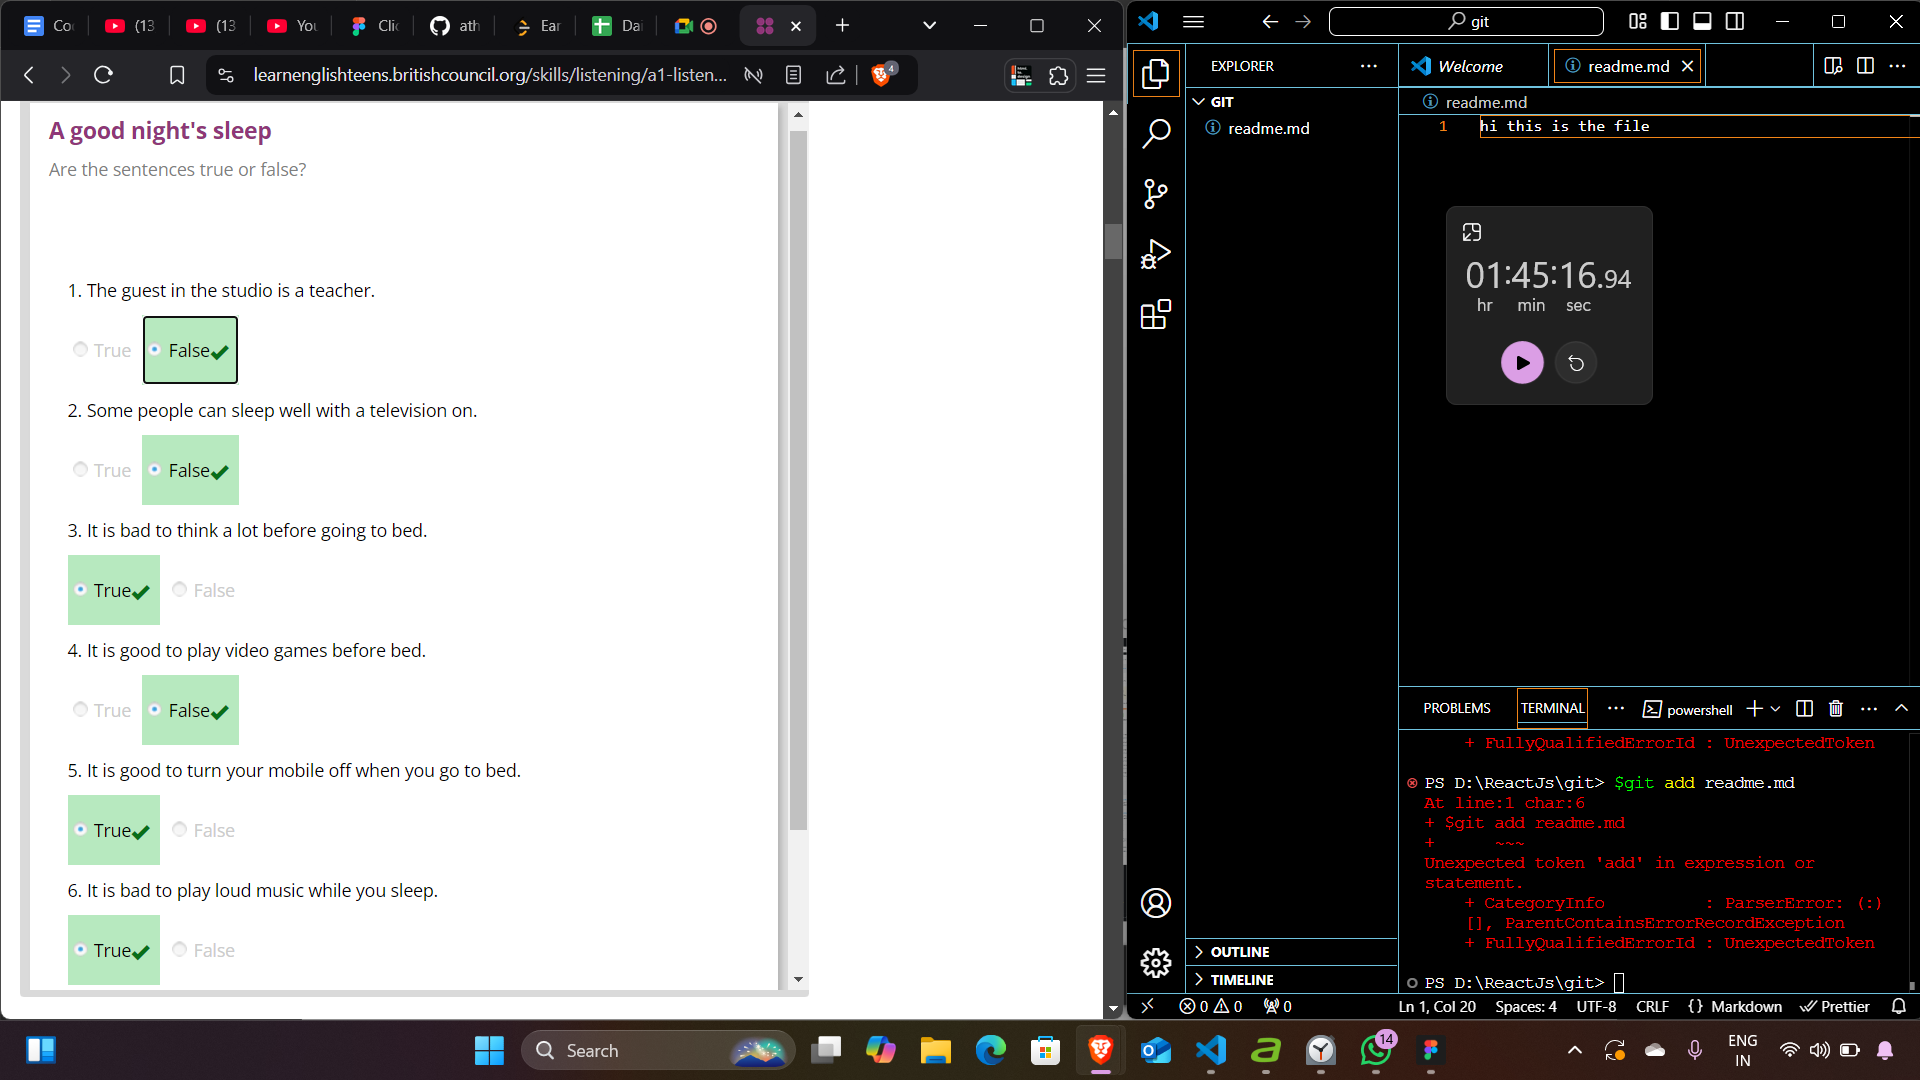 Co
(13
(13
You
Clic
ath
Ear
Dai
learnenglishteens.britishcouncil.org/skills/listening/a1-listen...
4
A good night's sleep
Are the sentences true or false?
1. The guest in the studio is a teacher.
True False
2. Some people can sleep well with a television on.
True False
3. It is bad to think a lot before going to bed.
True False
4. It is good to play video games before bed.
True False
5. It is good to turn your mobile off when you go to bed.
True False
6. It is bad to play loud music while you sleep.
True False
git
EXPLORER
GIT
readme.md
OUTLINE
TIMELINE
Welcome
readme.md
readme.md
1 hi this is the file
01:45:16.94
hr min sec
PROBLEMS TERMINAL powershell
+ FullyQualifiedErrorId : UnexpectedToken
PS D:\ReactJs\git> $git add readme.md
At line:1 char:6
+ $git add readme.md
+      ~~~
Unexpected token 'add' in expression or
statement.
+ CategoryInfo          : ParserError: (:)
[], ParentContainsErrorRecordException
+ FullyQualifiedErrorId : UnexpectedToken
PS D:\ReactJs\git>
0 0 0 Ln 1, Col 20 Spaces: 4 UTF-8 CRLF {} Markdown Prettier
Search
14
ENG
IN